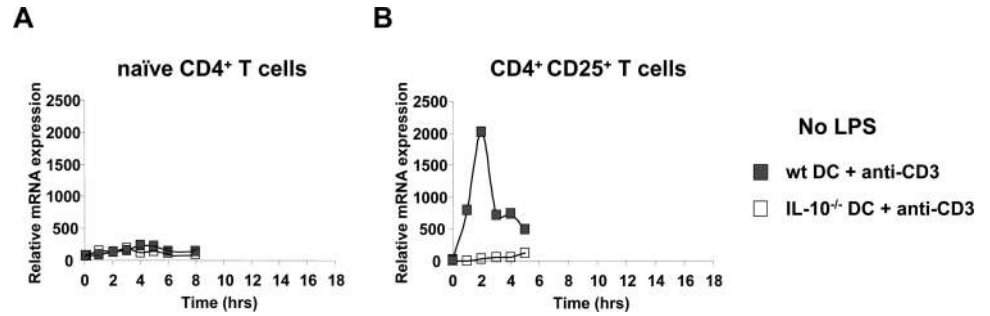 A
naïve CD4⁺ T cells
Relative mRNA expression
2500
2000
1500
1000
500
0
0 2 4 6 8 10 12 14 16 18
Time (hrs)
B
CD4⁺ CD25⁺ T cells
Relative mRNA expression
2500
2000
1500
1000
500
0
0 2 4 6 8 10 12 14 16 18
Time (hrs)
No LPS
wt DC + anti-CD3
IL-10⁻/⁻ DC + anti-CD3